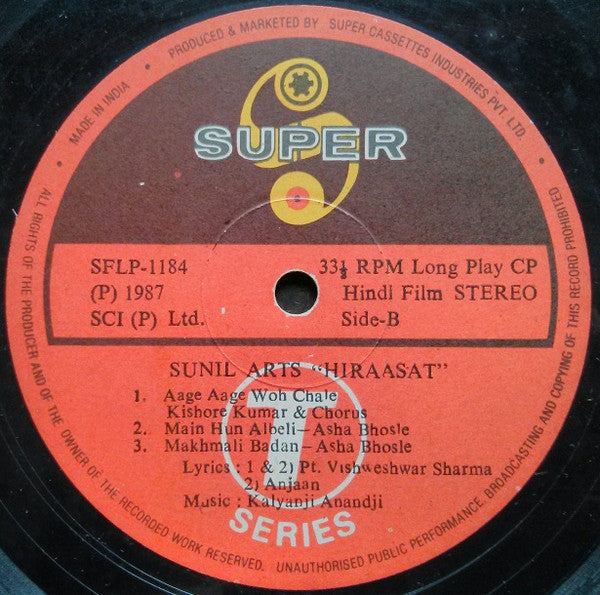 PRODUCED & MARKETED BY SUPER CASSETTES INDUSTRIES PVT. LTD.
MADE IN INDIA
SUPER
SFLP-1184 33⅓ RPM Long Play CP
(P) 1987 Hindi Film STEREO
SCI (P) Ltd. Side-B
SUNIL ARTS "HIRAASAT"
1. Aage Aage Woh Chale
Kishore Kumar & Chorus
2. Main Hun Albeli—Asha Bhosle
3. Makhmali Badan—Asha Bhosle
Lyrics : 1 & 2) Pt. Vishweshwar Sharma
2) Anjaan
Music : Kalyanji Anandji
T
SERIES
ALL RIGHTS OF THE PRODUCER AND OF THE OWNER OF THE RECORDED WORK RESERVED. UNAUTHORISED PUBLIC PERFORMANCE, BROADCASTING AND COPYING OF THIS RECORD PROHIBITED